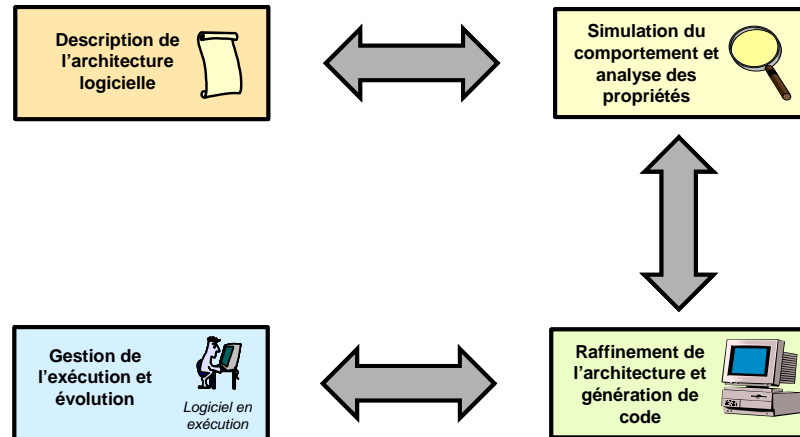 Description de
l'architecture
logicielle
Simulation du
comportement et
analyse des
propriétés
Gestion de
l'exécution et
évolution
Logiciel en
exécution
Raffinement de
l'architecture et
génération de
code